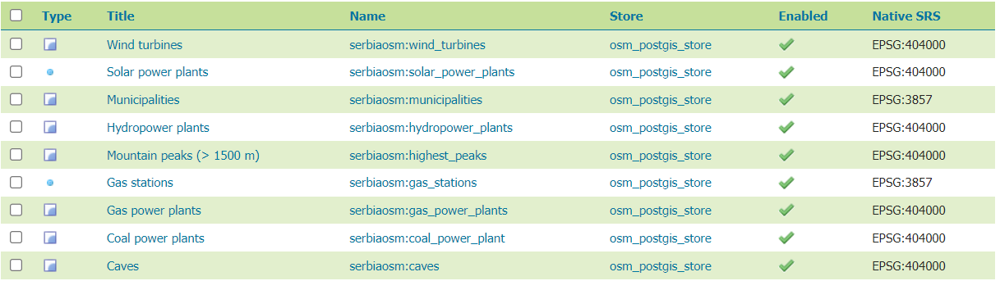 Type Title Name Store Enabled Native SRS
Wind turbines serbiaosm:wind_turbines osm_postgis_store EPSG:404000
Solar power plants serbiaosm:solar_power_plants osm_postgis_store EPSG:404000
Municipalities serbiaosm:municipalities osm_postgis_store EPSG:3857
Hydropower plants serbiaosm:hydropower_plants osm_postgis_store EPSG:404000
Mountain peaks (> 1500 m) serbiaosm:highest_peaks osm_postgis_store EPSG:404000
Gas stations serbiaosm:gas_stations osm_postgis_store EPSG:3857
Gas power plants serbiaosm:gas_power_plants osm_postgis_store EPSG:404000
Coal power plants serbiaosm:coal_power_plant osm_postgis_store EPSG:404000
Caves serbiaosm:caves osm_postgis_store EPSG:404000